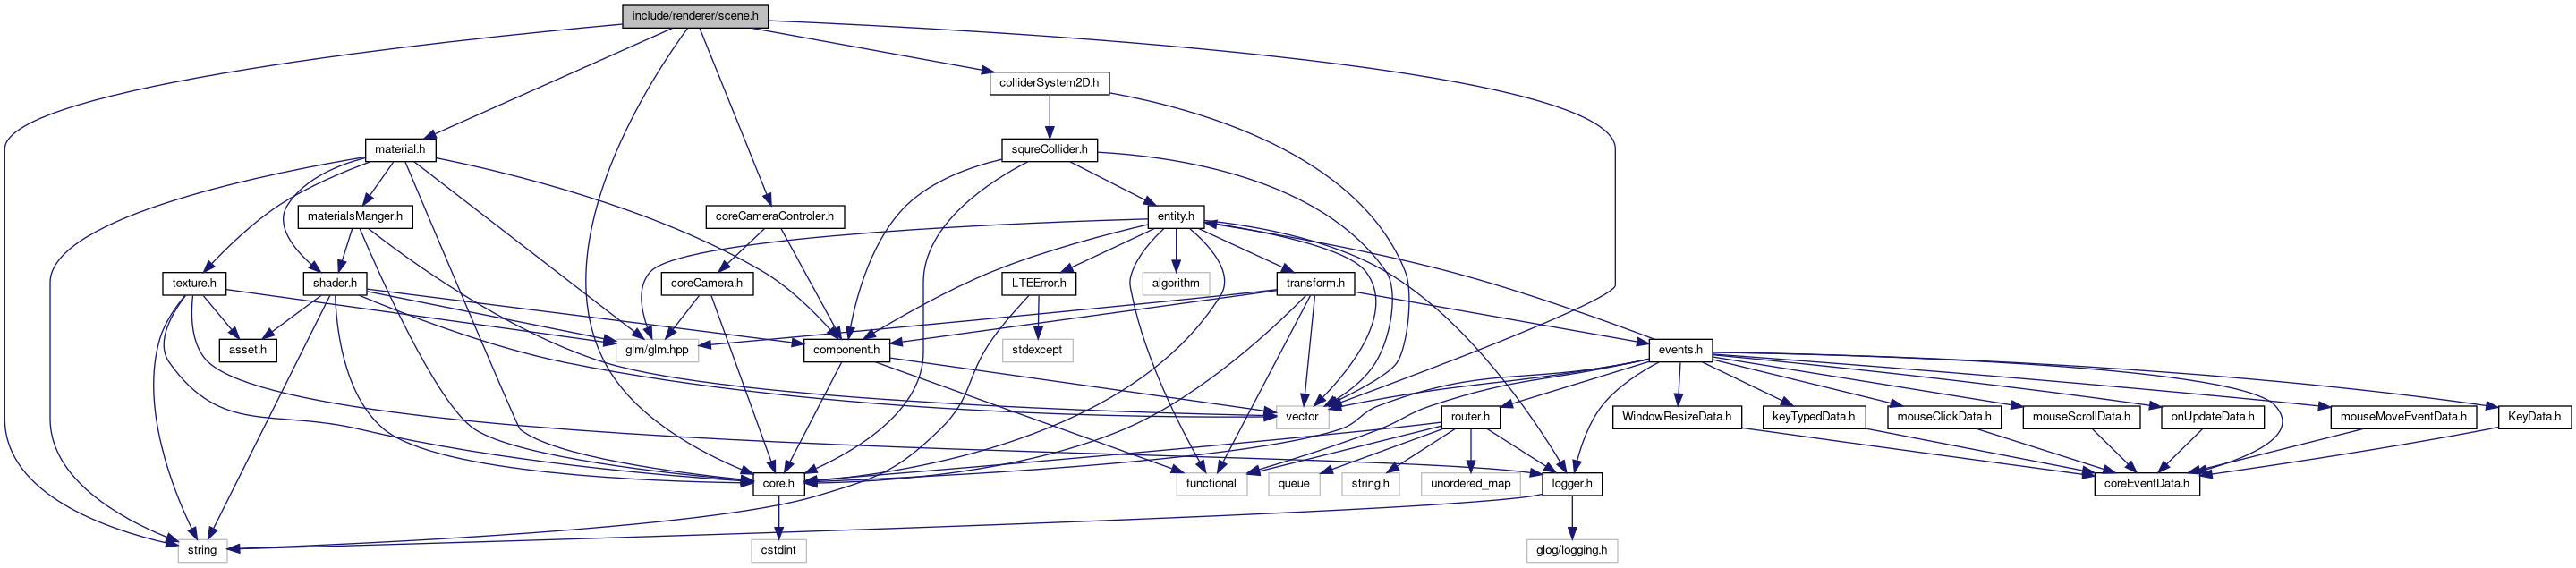 include/renderer/scene.h
colliderSystem2D.h
material.h
squreCollider.h
materialsManger.h
coreCameraControler.h
entity.h
texture.h
shader.h
coreCamera.h
LTEError.h
algorithm
transform.h
asset.h
glm/glm.hpp
component.h
stdexcept
events.h
vector
router.h
WindowResizeData.h
keyTypedData.h
mouseClickData.h
mouseScrollData.h
onUpdateData.h
mouseMoveEventData.h
KeyData.h
core.h
functional
queue
string.h
unordered_map
logger.h
coreEventData.h
string
cstdint
glog/logging.h